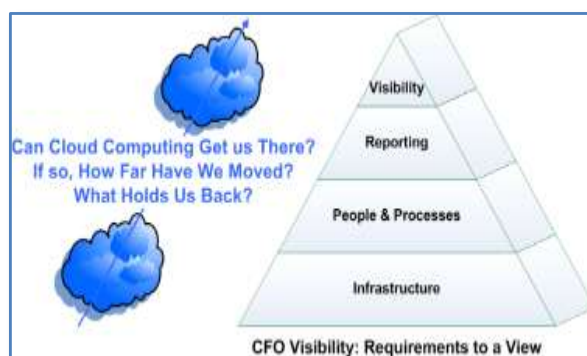 Can Cloud Computing Get us There?
If so, How Far Have We Moved?
What Holds Us Back?
Visibility
Reporting
People & Processes
Infrastructure
CFO Visibility: Requirements to a View